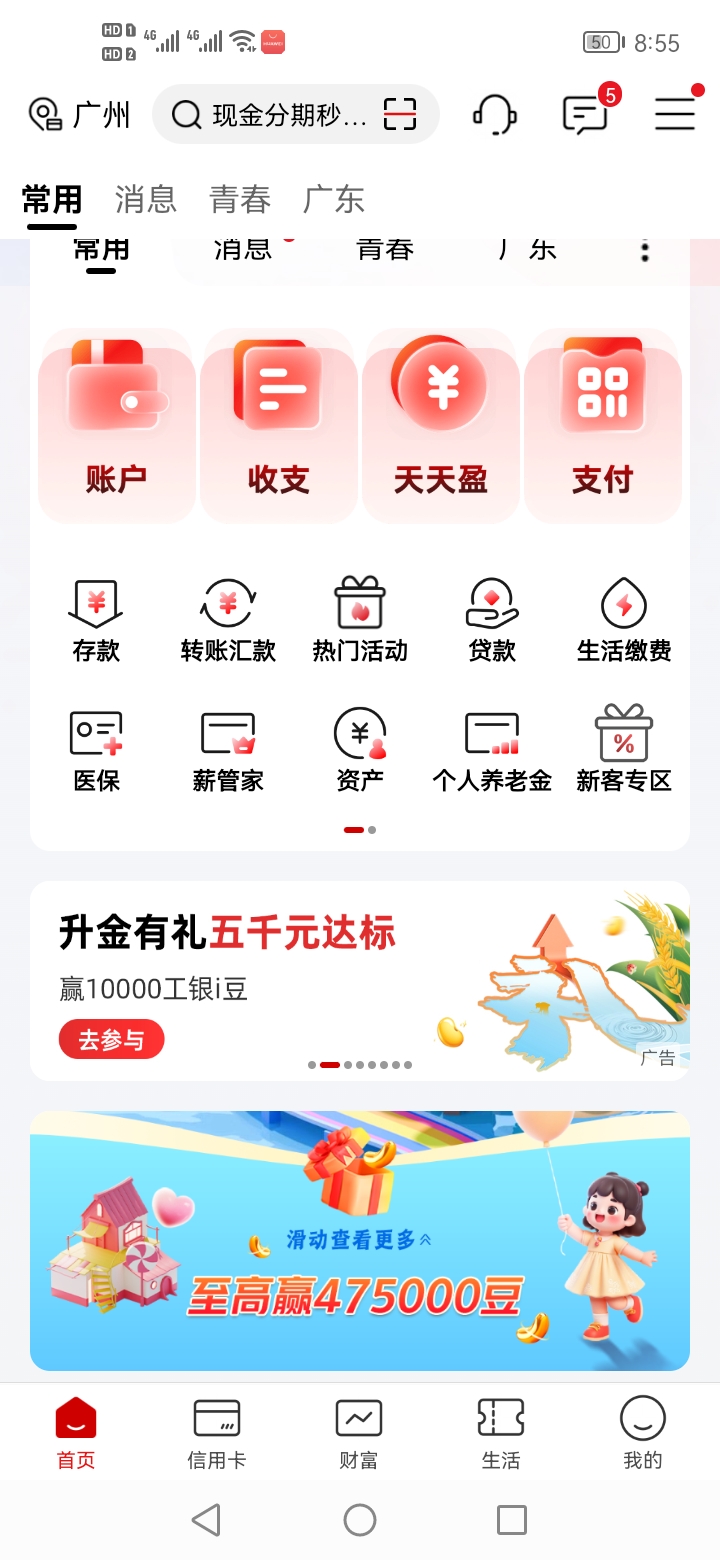 HD 1 4G 4G 50 8:55
HD 2
广州 现金分期秒... 5
常用 消息 青春 广东
常用 消息 青春 广东
账户 收支 天天盈 支付
存款 转账汇款 热门活动 贷款 生活缴费
医保 薪管家 资产 个人养老金 新客专区
升金有礼五千元达标
赢10000工银i豆
去参与
广告
滑动查看更多
至高赢475000豆
首页 信用卡 财富 生活 我的